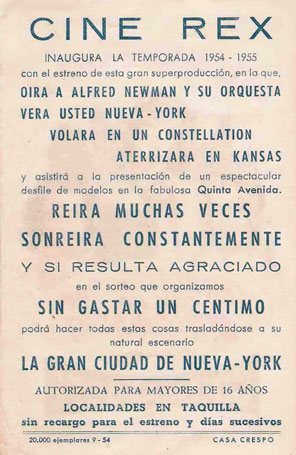 CINE REX
INAUGURA LA TEMPORADA 1954 - 1955
con el estreno de esta gran superproducción, en la que,
OIRA A ALFRED NEWMAN Y SU ORQUESTA
VERA USTED NUEVA-YORK
VOLARA EN UN CONSTELLATION
ATERRIZARA EN KANSAS
y asistirá a la presentación de un espectacular
desfile de modelos en la fabulosa Quinta Avenida.
REIRA MUCHAS VECES
SONREIRA CONSTANTEMENTE
Y SI RESULTA AGRACIADO
en el sorteo que organizamos
SIN GASTAR UN CENTIMO
podrá hacer todas estas cosas trasladándose a su
natural escenario
LA GRAN CIUDAD DE NUEVA-YORK
AUTORIZADA PARA MAYORES DE 16 AÑOS
LOCALIDADES EN TAQUILLA
sin recargo para el estreno y días sucesivos
20,000 ejemplares 9 - 54 CASA CRESPO